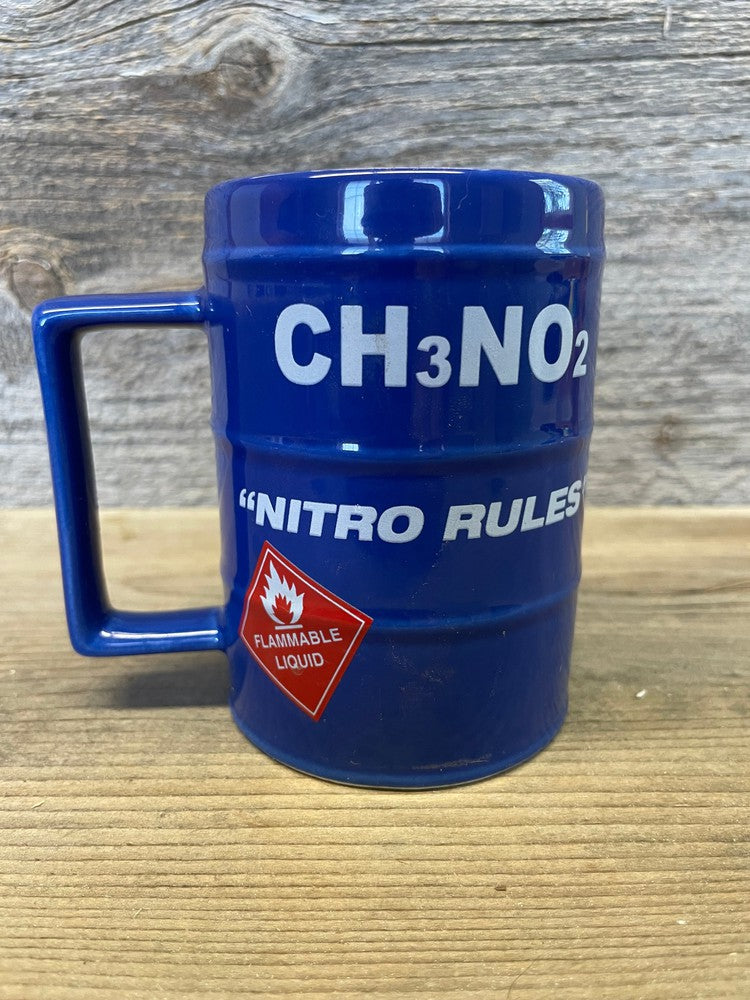 CH₃NO₂
“NITRO RULES”
FLAMMABLE
LIQUID